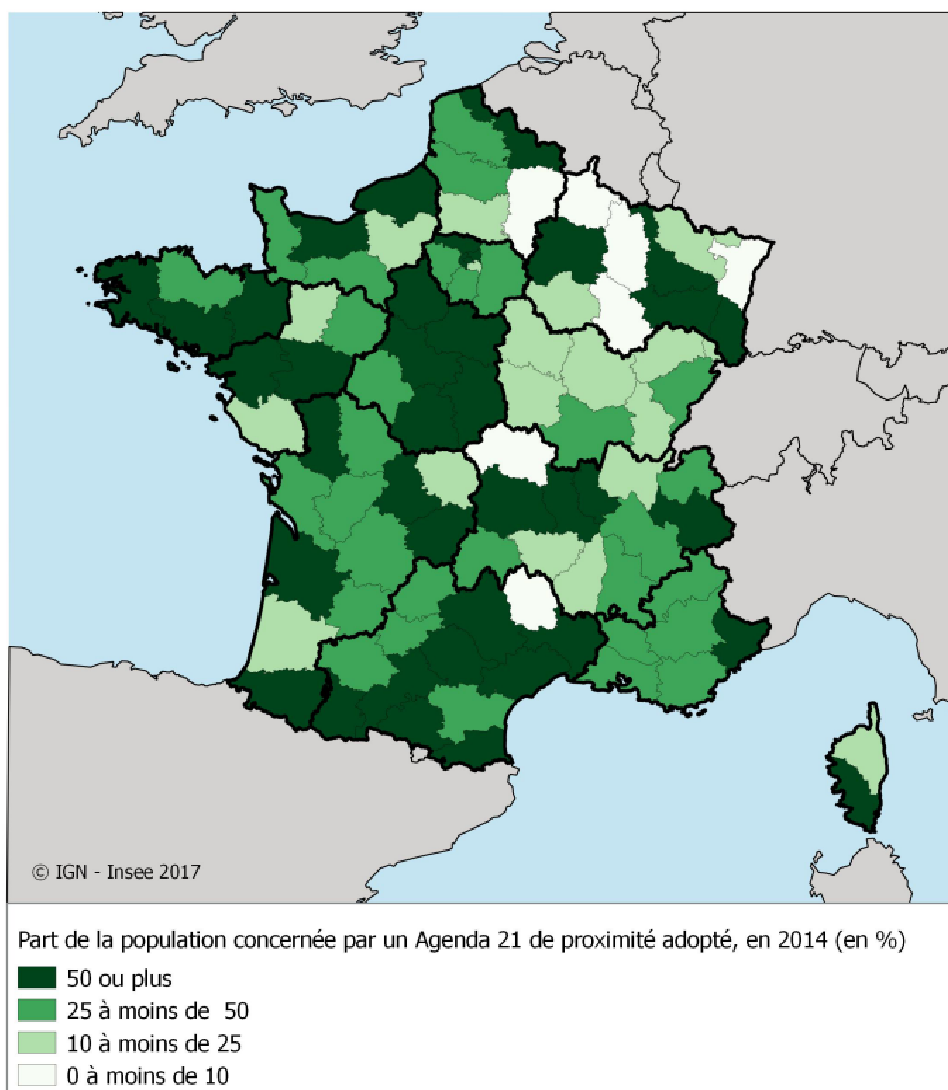 © IGN - Insee 2017
Part de la population concernée par un Agenda 21 de proximité adopté, en 2014 (en %)
50 ou plus
25 à moins de 50
10 à moins de 25
0 à moins de 10